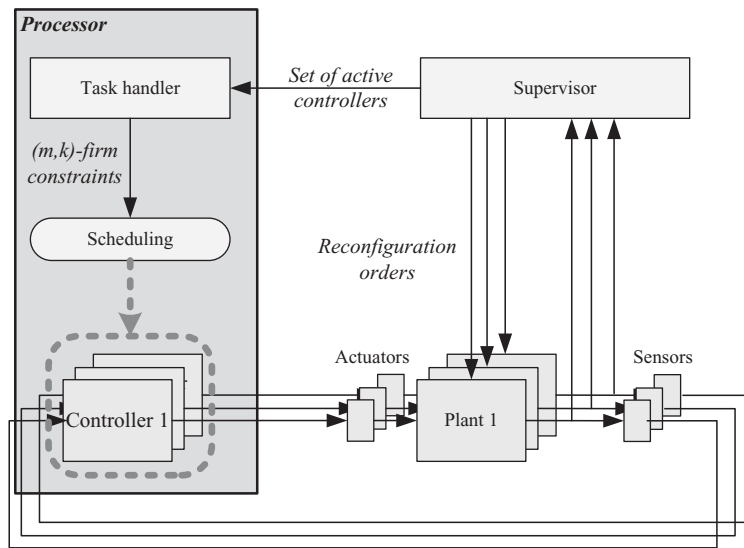 Processor
Task handler
Set of active
controllers
Supervisor
(m,k)-firm
constraints
Scheduling
Reconfiguration
orders
Actuators
Sensors
Controller 1
Plant 1